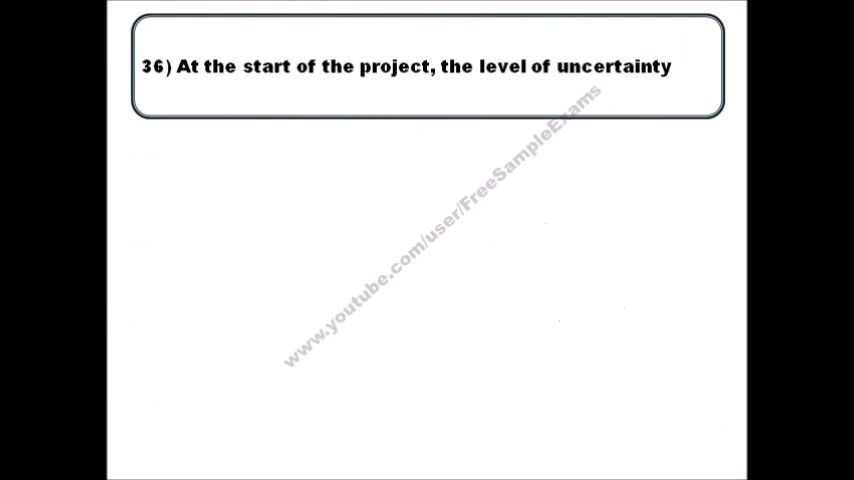 36) At the start of the project, the level of uncertainty
www.youtube.com/user/FreeSampleExams